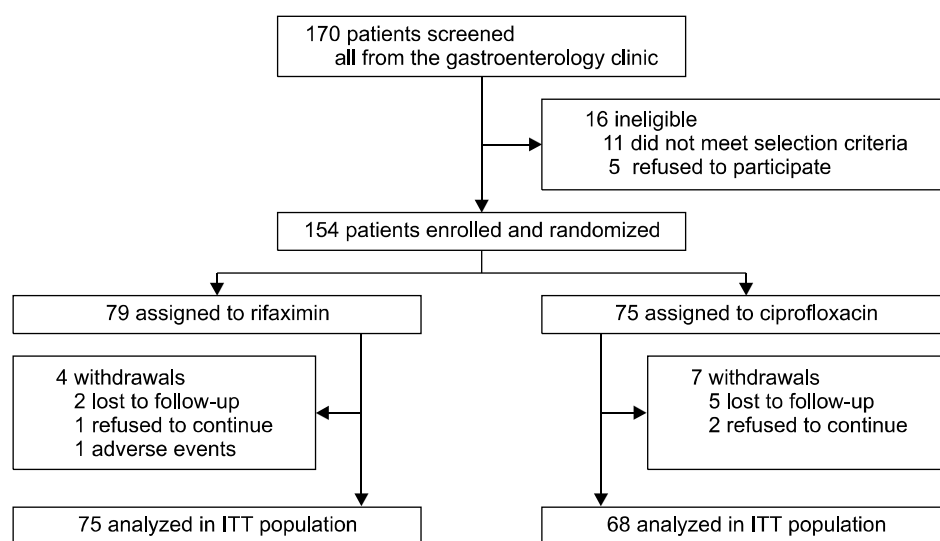 170 patients screened
all from the gastroenterology clinic
16 ineligible
11 did not meet selection criteria
5 refused to participate
154 patients enrolled and randomized
79 assigned to rifaximin
75 assigned to ciprofloxacin
4 withdrawals
2 lost to follow-up
1 refused to continue
1 adverse events
7 withdrawals
5 lost to follow-up
2 refused to continue
75 analyzed in ITT population
68 analyzed in ITT population